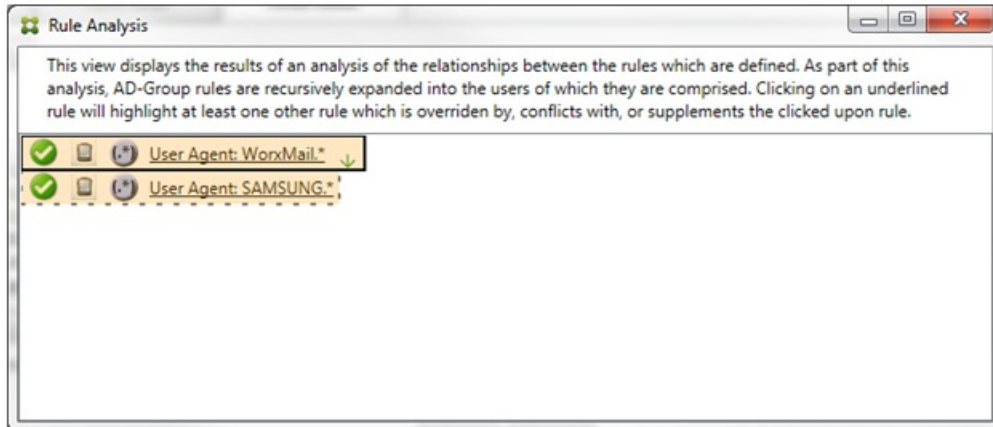 Rule Analysis
This view displays the results of an analysis of the relationships between the rules which are defined. As part of this
analysis, AD-Group rules are recursively expanded into the users of which they are comprised. Clicking on an underlined
rule will highlight at least one other rule which is overriden by, conflicts with, or supplements the clicked upon rule.
(.*) User Agent: WorxMail.*
(.*) User Agent: SAMSUNG.*